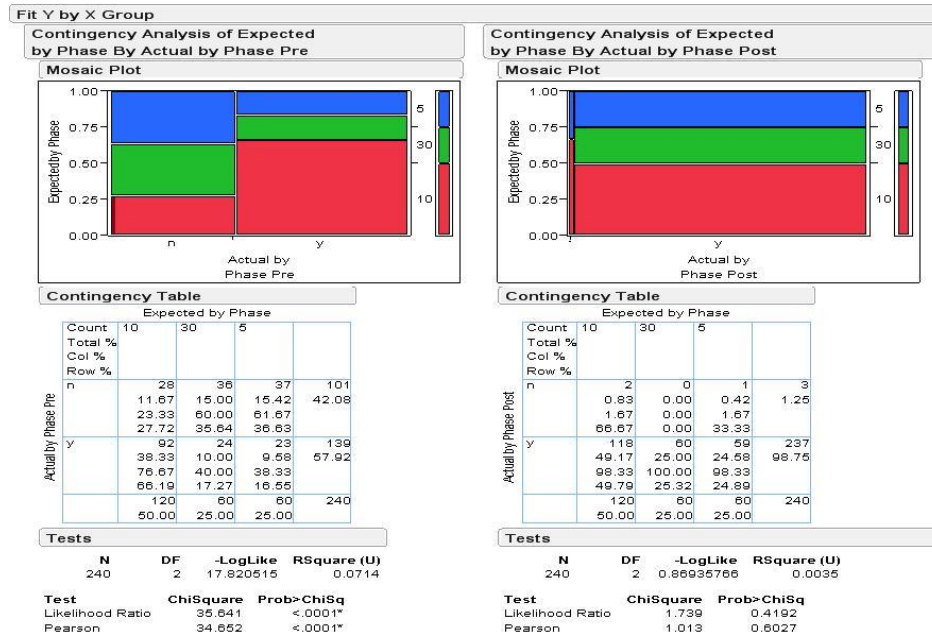 Fit Y by X Group
Contingency Analysis of Expected
by Phase By Actual by Phase Pre
Mosaic Plot
1.00
0.75
0.50
0.25
0.00
Expectedby Phase
n
y
5
30
10
Actual by
Phase Pre
Contingency Table
Expected by Phase
Actual by Phase Pre
Count 10 30 5
Total %
Col %
Row %
n 28 36 37 101
11.67 15.00 15.42 42.08
23.33 60.00 61.67
27.72 35.64 36.63
y 92 24 23 139
38.33 10.00 9.58 57.92
76.67 40.00 38.33
66.19 17.27 16.55
120 60 60 240
50.00 25.00 25.00
Tests
N DF -LogLike RSquare (U)
240 2 17.820515 0.0714
Test ChiSquare Prob>ChiSq
Likelihood Ratio 35.641 <.0001*
Pearson 34.652 <.0001*
Contingency Analysis of Expected
by Phase By Actual by Phase Post
Mosaic Plot
1.00
0.75
0.50
0.25
0.00
Expectedby Phase
y
5
30
10
Actual by
Phase Post
Contingency Table
Expected by Phase
Actual by Phase Post
Count 10 30 5
Total %
Col %
Row %
n 2 0 1 3
0.83 0.00 0.42 1.25
1.67 0.00 1.67
66.67 0.00 33.33
y 118 60 59 237
49.17 25.00 24.58 98.75
98.33 100.00 98.33
49.79 25.32 24.89
120 60 60 240
50.00 25.00 25.00
Tests
N DF -LogLike RSquare (U)
240 2 0.86935766 0.0035
Test ChiSquare Prob>ChiSq
Likelihood Ratio 1.739 0.4192
Pearson 1.013 0.6027